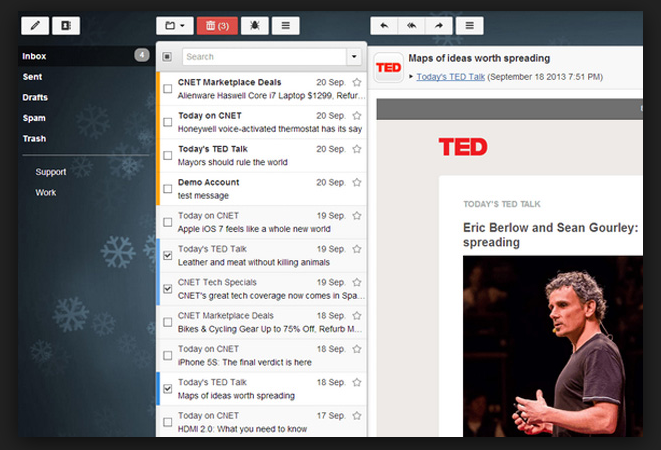 (3)
Inbox 4
Sent
Drafts
Spam
Trash
Support
Work
Search
CNET Marketplace Deals 20 Sep.
Alienware Haswell Core i7 Laptop $1299, Refur...
Today on CNET 20 Sep.
Honeywell voice-activated thermostat has its say
Today's TED Talk 20 Sep.
Mayors should rule the world
Demo Account 20 Sep.
test message
Today on CNET 19 Sep.
Apple iOS 7 feels like a whole new world
Today's TED Talk 19 Sep.
Leather and meat without killing animals
CNET Tech Specials 19 Sep.
CNET's great tech coverage now comes in Spa...
CNET Marketplace Deals 18 Sep.
Bikes & Cycling Gear Up to 75% Off, Refurb M...
Today on CNET 18 Sep.
iPhone 5S: The final verdict is here
Today's TED Talk 18 Sep.
Maps of ideas worth spreading
Today on CNET 17 Sep.
HDMI 2.0: What you need to know
TED
Maps of ideas worth spreading
Today's TED Talk (September 18 2013 7:51 PM)
TED
TODAY'S TED TALK
Eric Berlow and Sean Gourley:
spreading